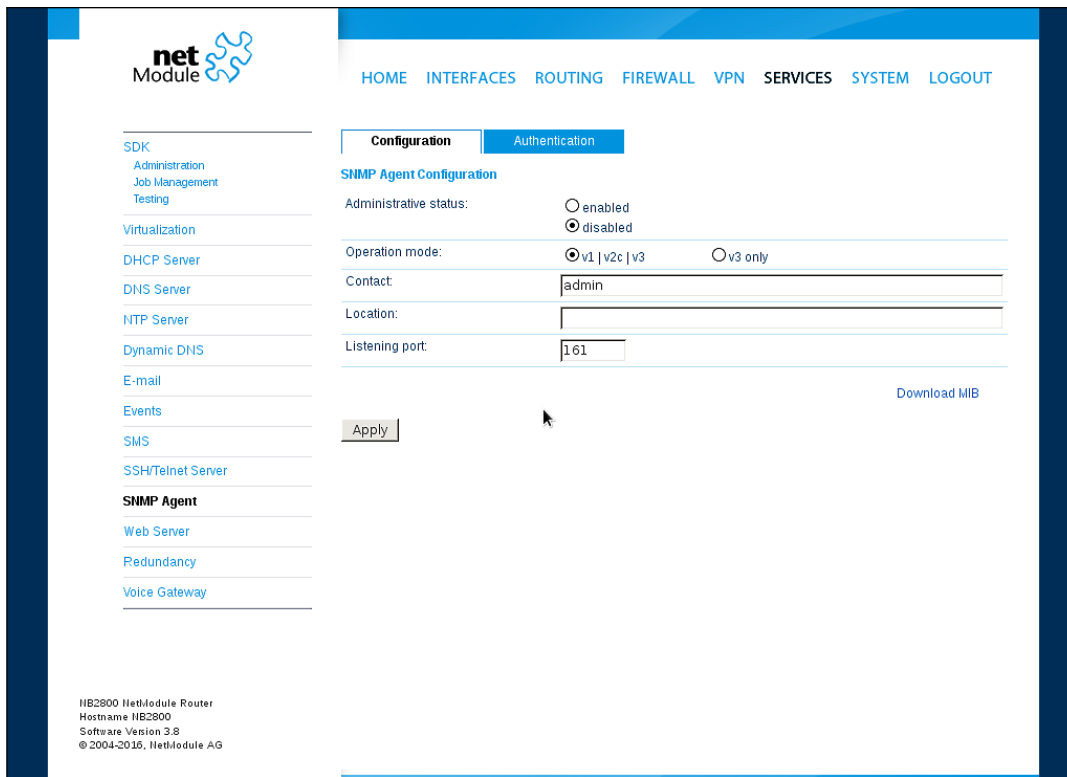 net
Module
HOME INTERFACES ROUTING FIREWALL VPN SERVICES SYSTEM LOGOUT
SDK
Administration
Job Management
Testing
Virtualization
DHCP Server
DNS Server
NTP Server
Dynamic DNS
E-mail
Events
SMS
SSH/Telnet Server
SNMP Agent
Web Server
Redundancy
Voice Gateway
Configuration Authentication
SNMP Agent Configuration
Administrative status: enabled
disabled
Operation mode: v1 | v2c | v3 v3 only
Contact: admin
Location:
Listening port: 161
Download MIB
Apply
NB2800 NetModule Router
Hostname NB2800
Software Version 3.8
© 2004-2016, NetModule AG